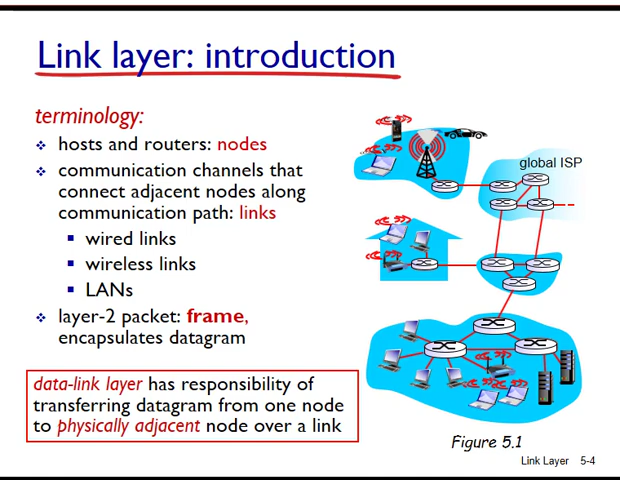 Link layer: introduction
terminology:
hosts and routers: nodes
communication channels that
connect adjacent nodes along
communication path: links
wired links
wireless links
LANs
layer-2 packet: frame,
encapsulates datagram
data-link layer has responsibility of
transferring datagram from one node
to physically adjacent node over a link
global ISP
Figure 5.1
Link Layer 5-4